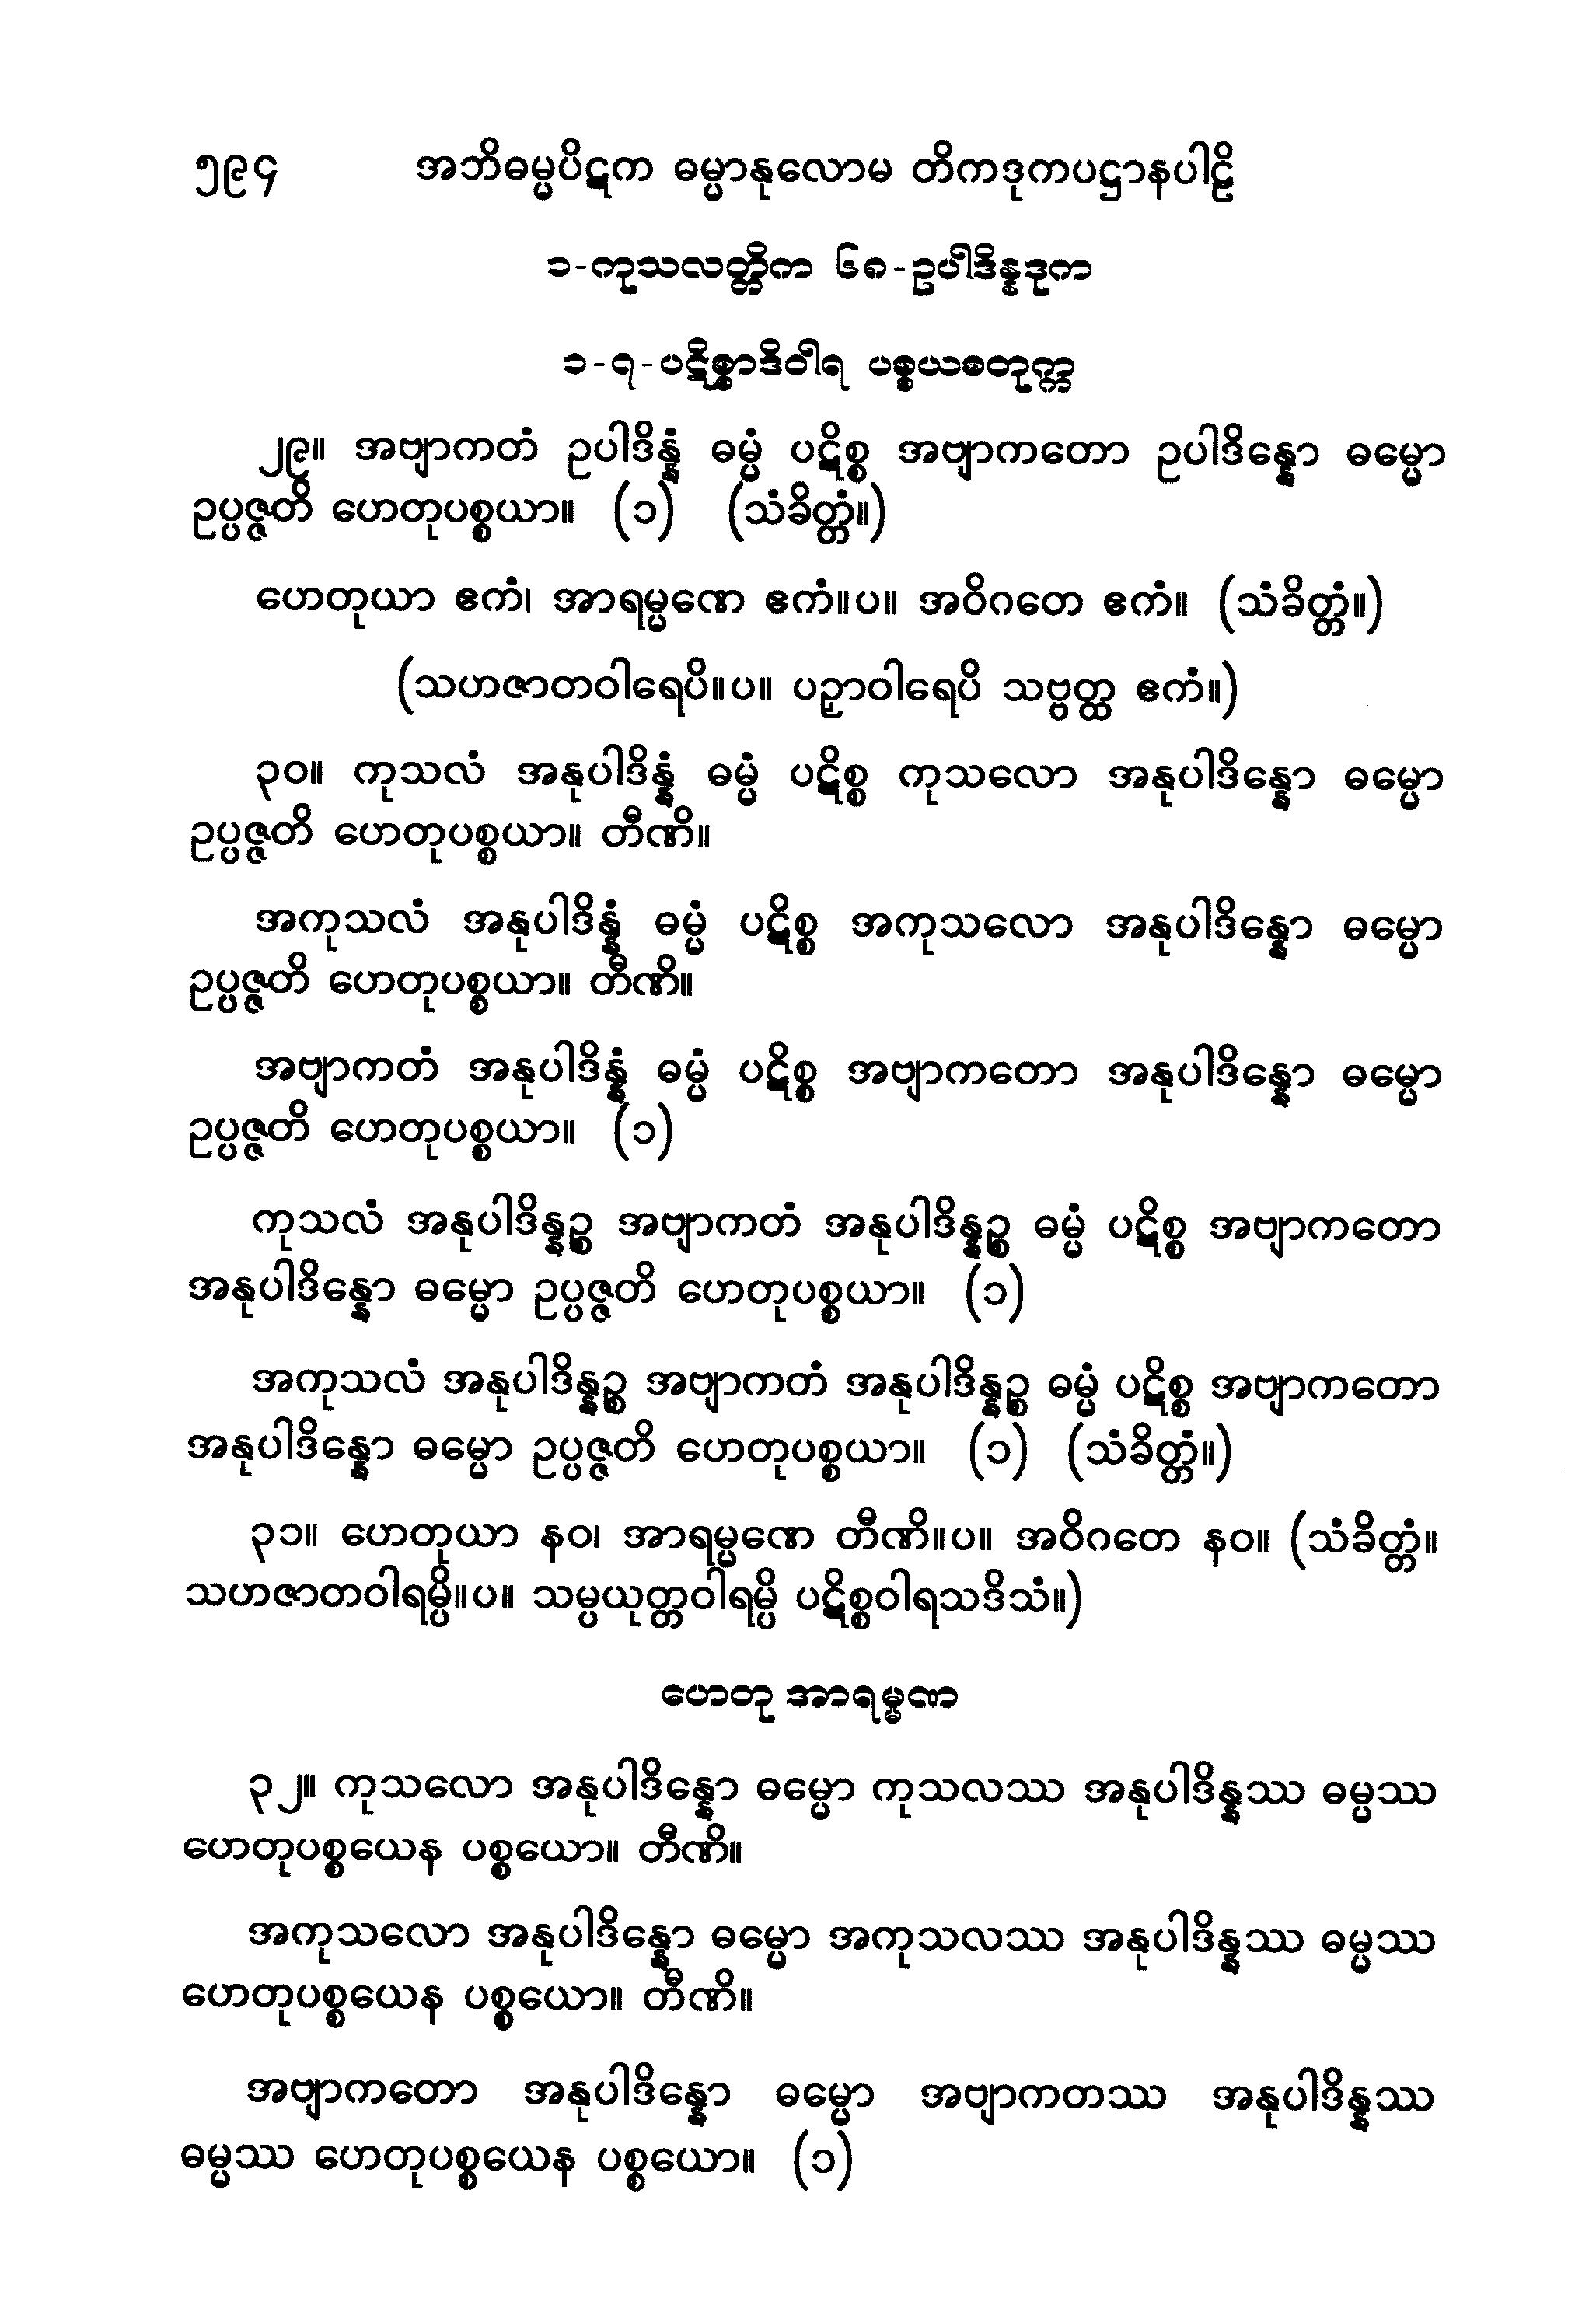 ၅၉၄ အဘိဓမ္မပိဋက ဓမ္မာနုလောမ တိကဒုကပဋ္ဌာနပါဠိ
၁-ကုသလတ္တိက ၆၈-ဥပါဒိန္နဒုက
၁-၇-ပဋိစ္စာဒိဝါရ ပစ္စယစတုက္က
၂၉။ အဗျာကတံ ဥပါဒိန္နံ ဓမ္မံ ပဋိစ္စ အဗျာကတော ဥပါဒိန္နော ဓမ္မော
ဥပ္ပဇ္ဇတိ ဟေတုပစ္စယာ။ (၁) (သံခိတ္တံ။)
ဟေတုယာ ဧကံ၊ အာရမ္မဏေ ဧကံ။ပ။ အဝိဂတေ ဧကံ။ (သံခိတ္တံ။)
(သဟဇာတဝါရေပိ။ပ။ ပဉှာဝါရေပိ သဗ္ဗတ္ထ ဧကံ။)
၃၀။ ကုသလံ အနုပါဒိန္နံ ဓမ္မံ ပဋိစ္စ ကုသလော အနုပါဒိန္နော ဓမ္မော
ဥပ္ပဇ္ဇတိ ဟေတုပစ္စယာ။ တီဏိ။
အကုသလံ အနုပါဒိန္နံ ဓမ္မံ ပဋိစ္စ အကုသလော အနုပါဒိန္နော ဓမ္မော
ဥပ္ပဇ္ဇတိ ဟေတုပစ္စယာ။ တီဏိ။
အဗျာကတံ အနုပါဒိန္နံ ဓမ္မံ ပဋိစ္စ အဗျာကတော အနုပါဒိန္နော ဓမ္မော
ဥပ္ပဇ္ဇတိ ဟေတုပစ္စယာ။ (၁)
ကုသလံ အနုပါဒိန္နဉ္စ အဗျာကတံ အနုပါဒိန္နဉ္စ ဓမ္မံ ပဋိစ္စ အဗျာကတော
အနုပါဒိန္နော ဓမ္မော ဥပ္ပဇ္ဇတိ ဟေတုပစ္စယာ။ (၁)
အကုသလံ အနုပါဒိန္နဉ္စ အဗျာကတံ အနုပါဒိန္နဉ္စ ဓမ္မံ ပဋိစ္စ အဗျာကတော
အနုပါဒိန္နော ဓမ္မော ဥပ္ပဇ္ဇတိ ဟေတုပစ္စယာ။ (၁) (သံခိတ္တံ။)
၃၁။ ဟေတုယာ နဝ၊ အာရမ္မဏေ တီဏိ။ပ။ အဝိဂတေ နဝ။ (သံခိတ္တံ။
သဟဇာတဝါရမ္ပိ။ပ။ သမ္ပယုတ္တဝါရမ္ပိ ပဋိစ္စဝါရသဒိသံ။)
ဟေတု အာရမ္မဏ
၃၂။ ကုသလော အနုပါဒိန္နော ဓမ္မော ကုသလဿ အနုပါဒိန္နဿ ဓမ္မဿ
ဟေတုပစ္စယေန ပစ္စယော။ တီဏိ။
အကုသလော အနုပါဒိန္နော ဓမ္မော အကုသလဿ အနုပါဒိန္နဿ ဓမ္မဿ
ဟေတုပစ္စယေန ပစ္စယော။ တီဏိ။
အဗျာကတော အနုပါဒိန္နော ဓမ္မော အဗျာကတဿ အနုပါဒိန္နဿ
ဓမ္မဿ ဟေတုပစ္စယေန ပစ္စယော။ (၁)